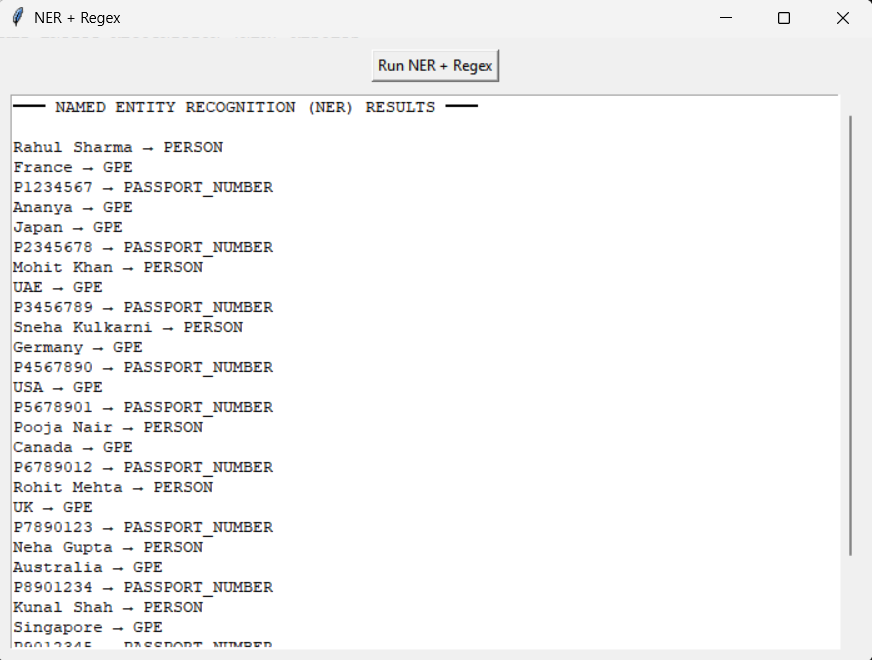 NER + Regex
Run NER + Regex
━━━ NAMED ENTITY RECOGNITION (NER) RESULTS ━━━
Rahul Sharma → PERSON
France → GPE
P1234567 → PASSPORT_NUMBER
Ananya → GPE
Japan → GPE
P2345678 → PASSPORT_NUMBER
Mohit Khan → PERSON
UAE → GPE
P3456789 → PASSPORT_NUMBER
Sneha Kulkarni → PERSON
Germany → GPE
P4567890 → PASSPORT_NUMBER
USA → GPE
P5678901 → PASSPORT_NUMBER
Pooja Nair → PERSON
Canada → GPE
P6789012 → PASSPORT_NUMBER
Rohit Mehta → PERSON
UK → GPE
P7890123 → PASSPORT_NUMBER
Neha Gupta → PERSON
Australia → GPE
P8901234 → PASSPORT_NUMBER
Kunal Shah → PERSON
Singapore → GPE
P9012345 → PASSPORT_NUMBER